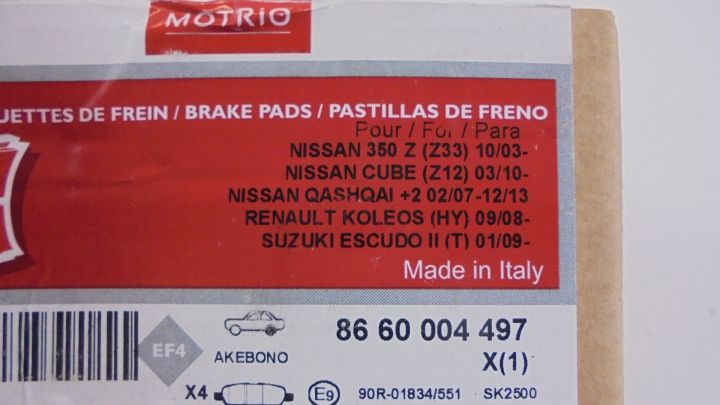 MOTRIO
UETTES DE FREIN / BRAKE PADS / PASTILLAS DE FRENO
Pour / For / Para
NISSAN 350 Z (Z33) 10/03-
NISSAN CUBE (Z12) 03/10-
NISSAN QASHQAI +2 02/07-12/13
RENAULT KOLEOS (HY) 09/08-
SUZUKI ESCUDO II (T) 01/09-
Made in Italy
EF4
AKEBONO
86 60 004 497
X(1)
X4
E9
90R-01834/551 SK2500